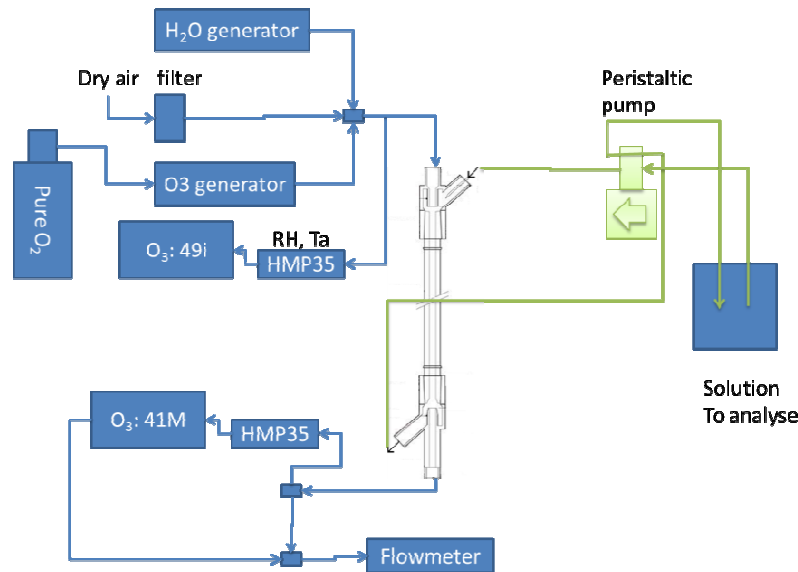 H₂O generator
Dry air
filter
Peristaltic
pump
Pure O₂
O3 generator
O₃: 49i
RH, Ta
HMP35
Solution
To analyse
O₃: 41M
HMP35
Flowmeter